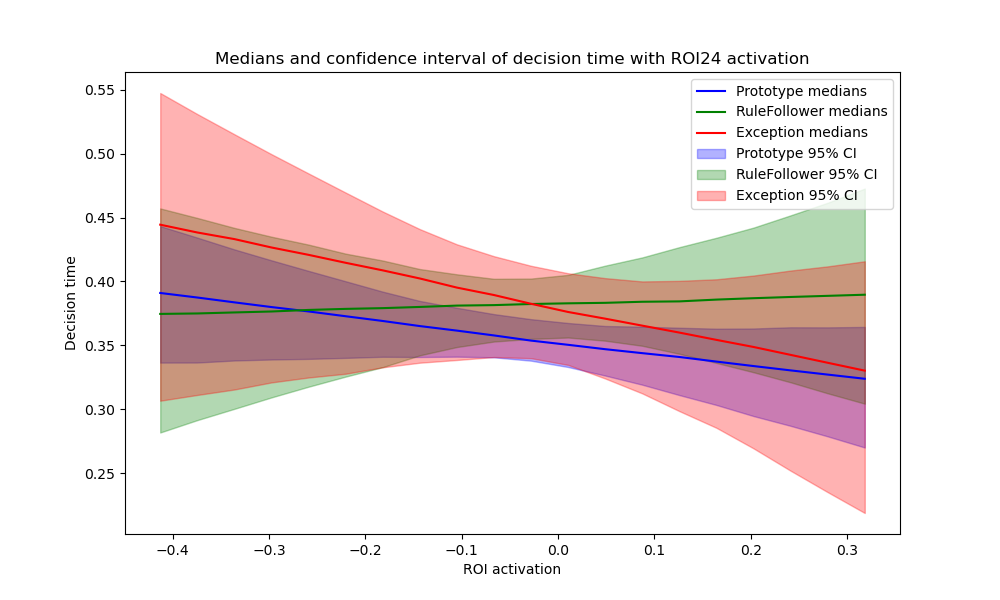 Medians and confidence interval of decision time with ROI24 activation
Prototype medians
RuleFollower medians
Exception medians
Prototype 95% CI
RuleFollower 95% CI
Exception 95% CI
Decision time
0.55
0.50
0.45
0.40
0.35
0.30
0.25
−0.4
−0.3
−0.2
−0.1
0.0
0.1
0.2
0.3
ROI activation